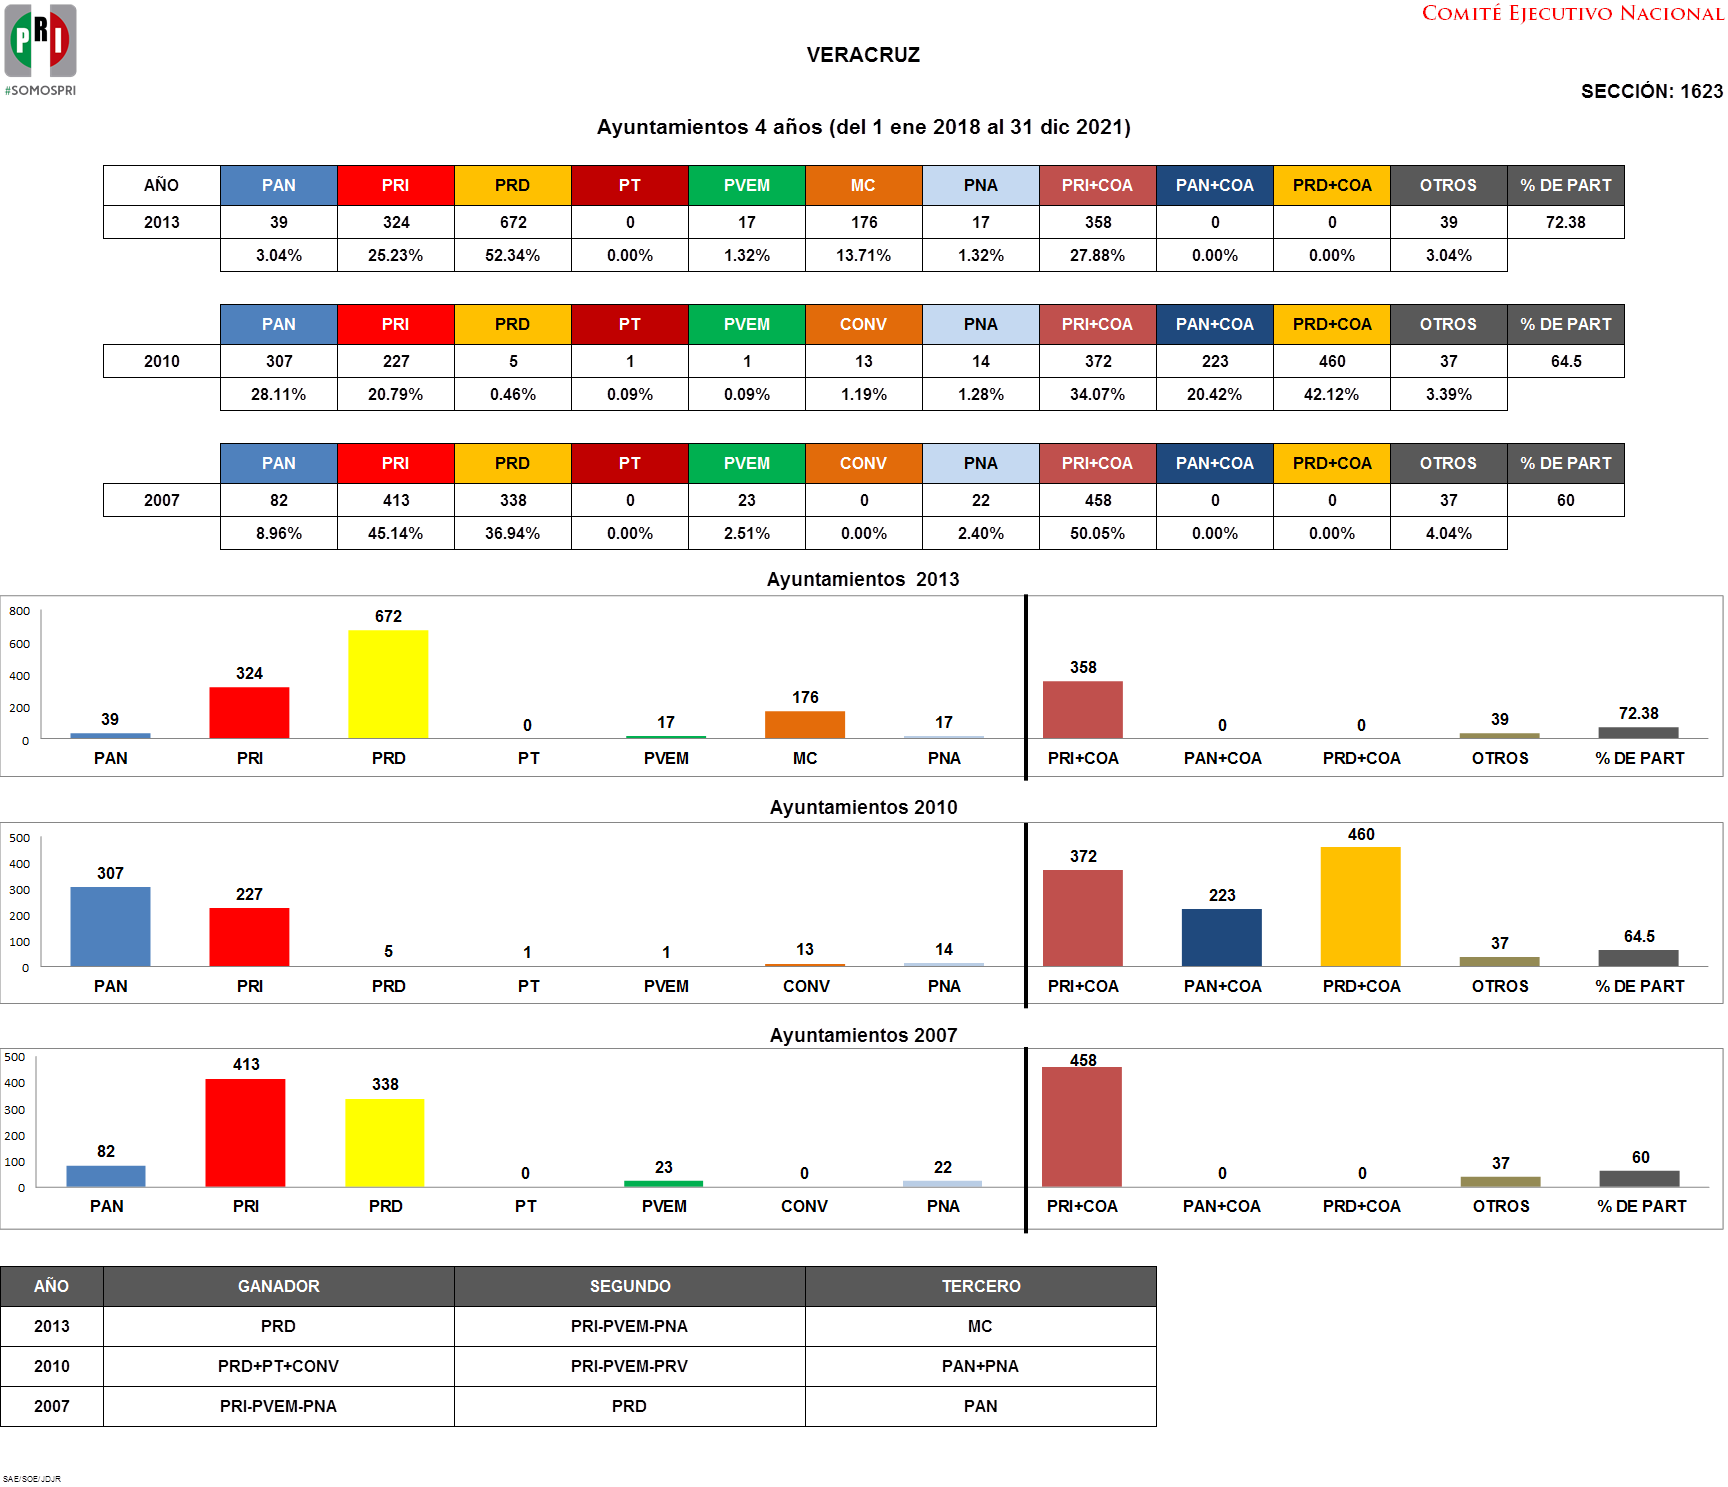 PRI
#SOMOSPRI
COMITÉ EJECUTIVO NACIONAL
VERACRUZ
SECCIÓN: 1623
Ayuntamientos 4 años (del 1 ene 2018 al 31 dic 2021)
AÑO PAN PRI PRD PT PVEM MC PNA PRI+COA PAN+COA PRD+COA OTROS % DE PART
2013 39 324 672 0 17 176 17 358 0 0 39 72.38
3.04% 25.23% 52.34% 0.00% 1.32% 13.71% 1.32% 27.88% 0.00% 0.00% 3.04%
PAN PRI PRD PT PVEM CONV PNA PRI+COA PAN+COA PRD+COA OTROS % DE PART
2010 307 227 5 1 1 13 14 372 223 460 37 64.5
28.11% 20.79% 0.46% 0.09% 0.09% 1.19% 1.28% 34.07% 20.42% 42.12% 3.39%
PAN PRI PRD PT PVEM CONV PNA PRI+COA PAN+COA PRD+COA OTROS % DE PART
2007 82 413 338 0 23 0 22 458 0 0 37 60
8.96% 45.14% 36.94% 0.00% 2.51% 0.00% 2.40% 50.05% 0.00% 0.00% 4.04%
Ayuntamientos 2013
800
600
400
200
0
39 324 672 0 17 176 17 358 0 0 39 72.38
PAN PRI PRD PT PVEM MC PNA PRI+COA PAN+COA PRD+COA OTROS % DE PART
Ayuntamientos 2010
500
400
300
200
100
0
307 227 5 1 1 13 14 372 223 460 37 64.5
PAN PRI PRD PT PVEM CONV PNA PRI+COA PAN+COA PRD+COA OTROS % DE PART
Ayuntamientos 2007
500
400
300
200
100
0
82 413 338 0 23 0 22 458 0 0 37 60
PAN PRI PRD PT PVEM CONV PNA PRI+COA PAN+COA PRD+COA OTROS % DE PART
AÑO GANADOR SEGUNDO TERCERO
2013 PRD PRI-PVEM-PNA MC
2010 PRD+PT+CONV PRI-PVEM-PRV PAN+PNA
2007 PRI-PVEM-PNA PRD PAN
SAE/SOE/JDJR